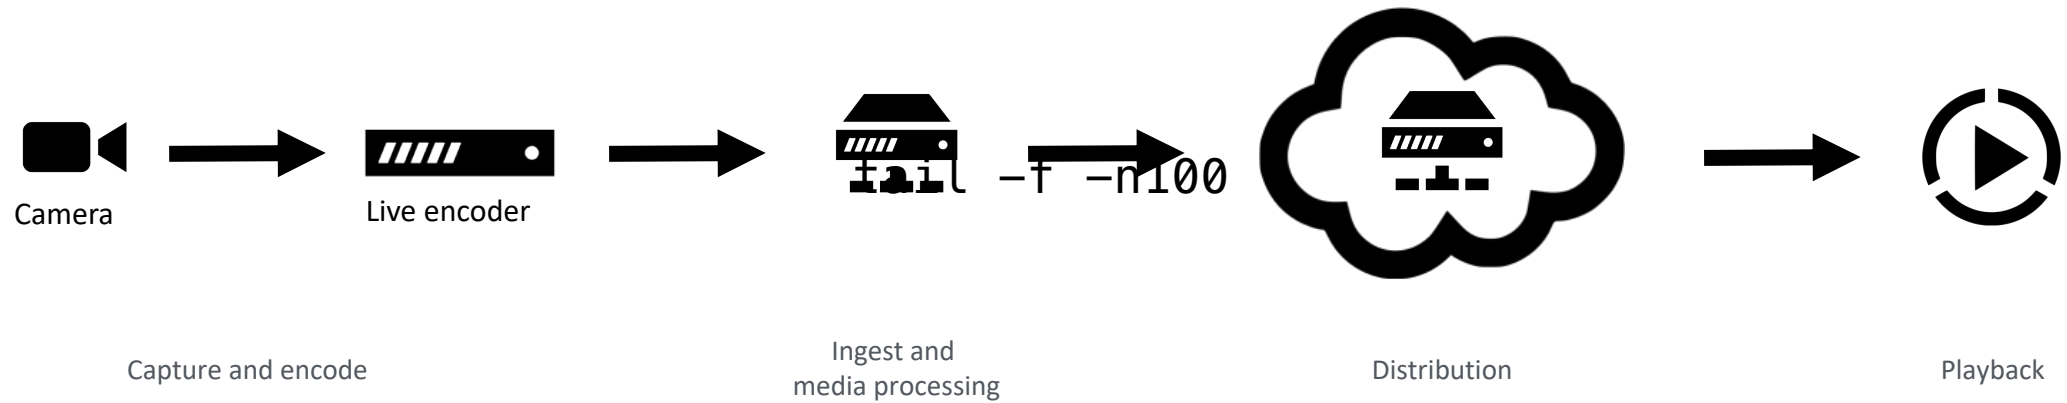 tail -f -n100
Camera
Live encoder
Capture and encode
Ingest and
media processing
Distribution
Playback